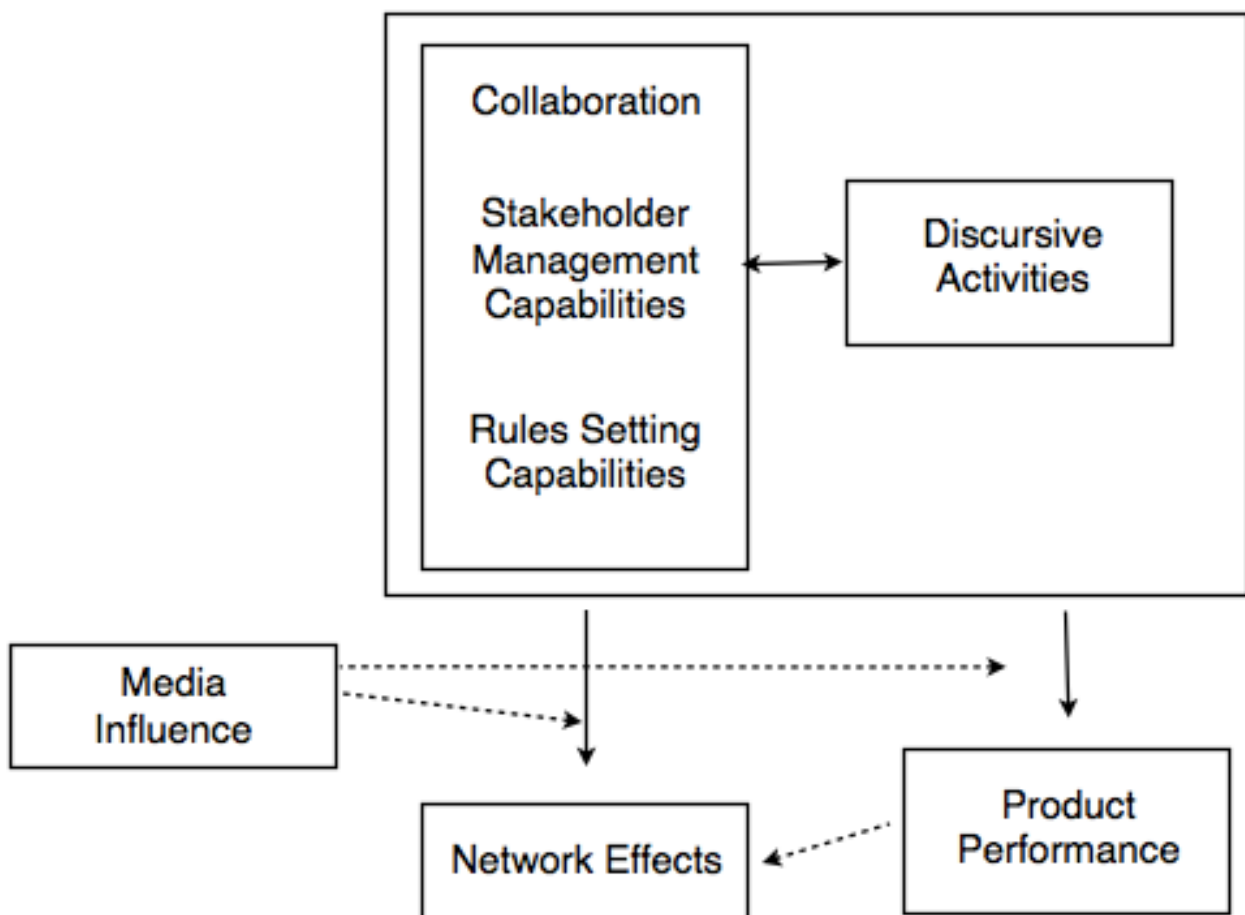 Collaboration
Stakeholder
Management
Capabilities
Rules Setting
Capabilities
Discursive
Activities
Media
Influence
Network Effects
Product
Performance